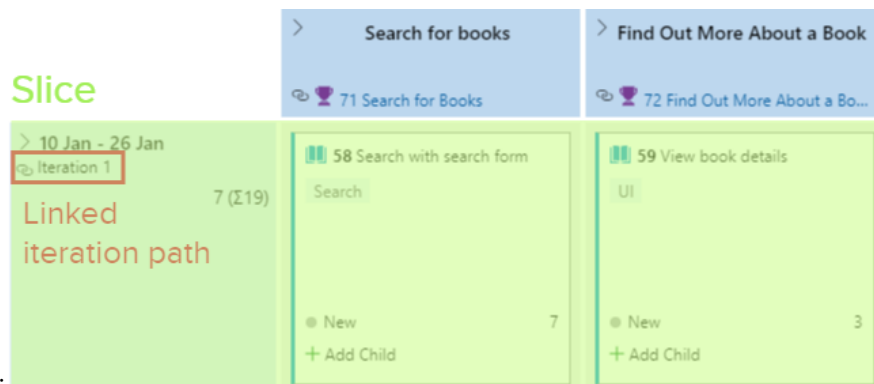 Search for books
Find Out More About a Book
Slice
71 Search for Books
72 Find Out More About a Bo...
10 Jan - 26 Jan
Iteration 1
7 (Σ19)
Linked
iteration path
58 Search with search form
Search
New 7
+ Add Child
59 View book details
UI
New 3
+ Add Child
.